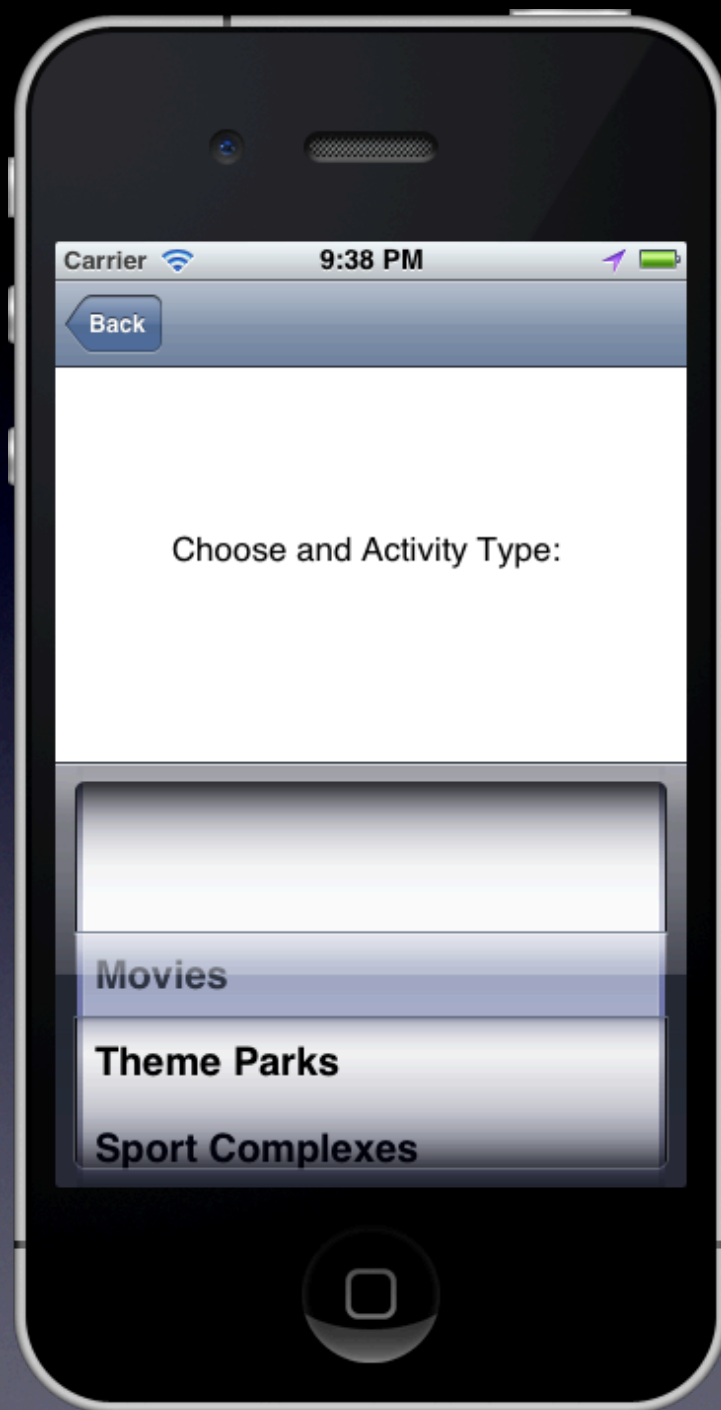 Carrier 9:38 PM
Back
Choose and Activity Type:
Movies
Theme Parks
Sport Complexes